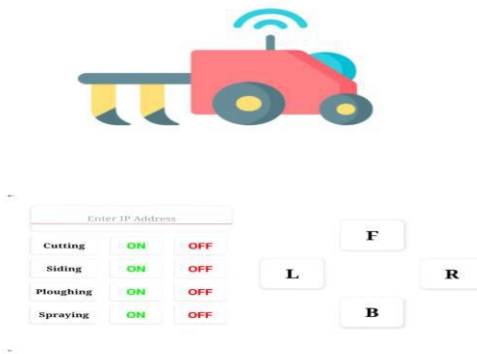 Enter IP Address
Cutting ON OFF
Siding ON OFF
Ploughing ON OFF
Spraying ON OFF
F
L R
B